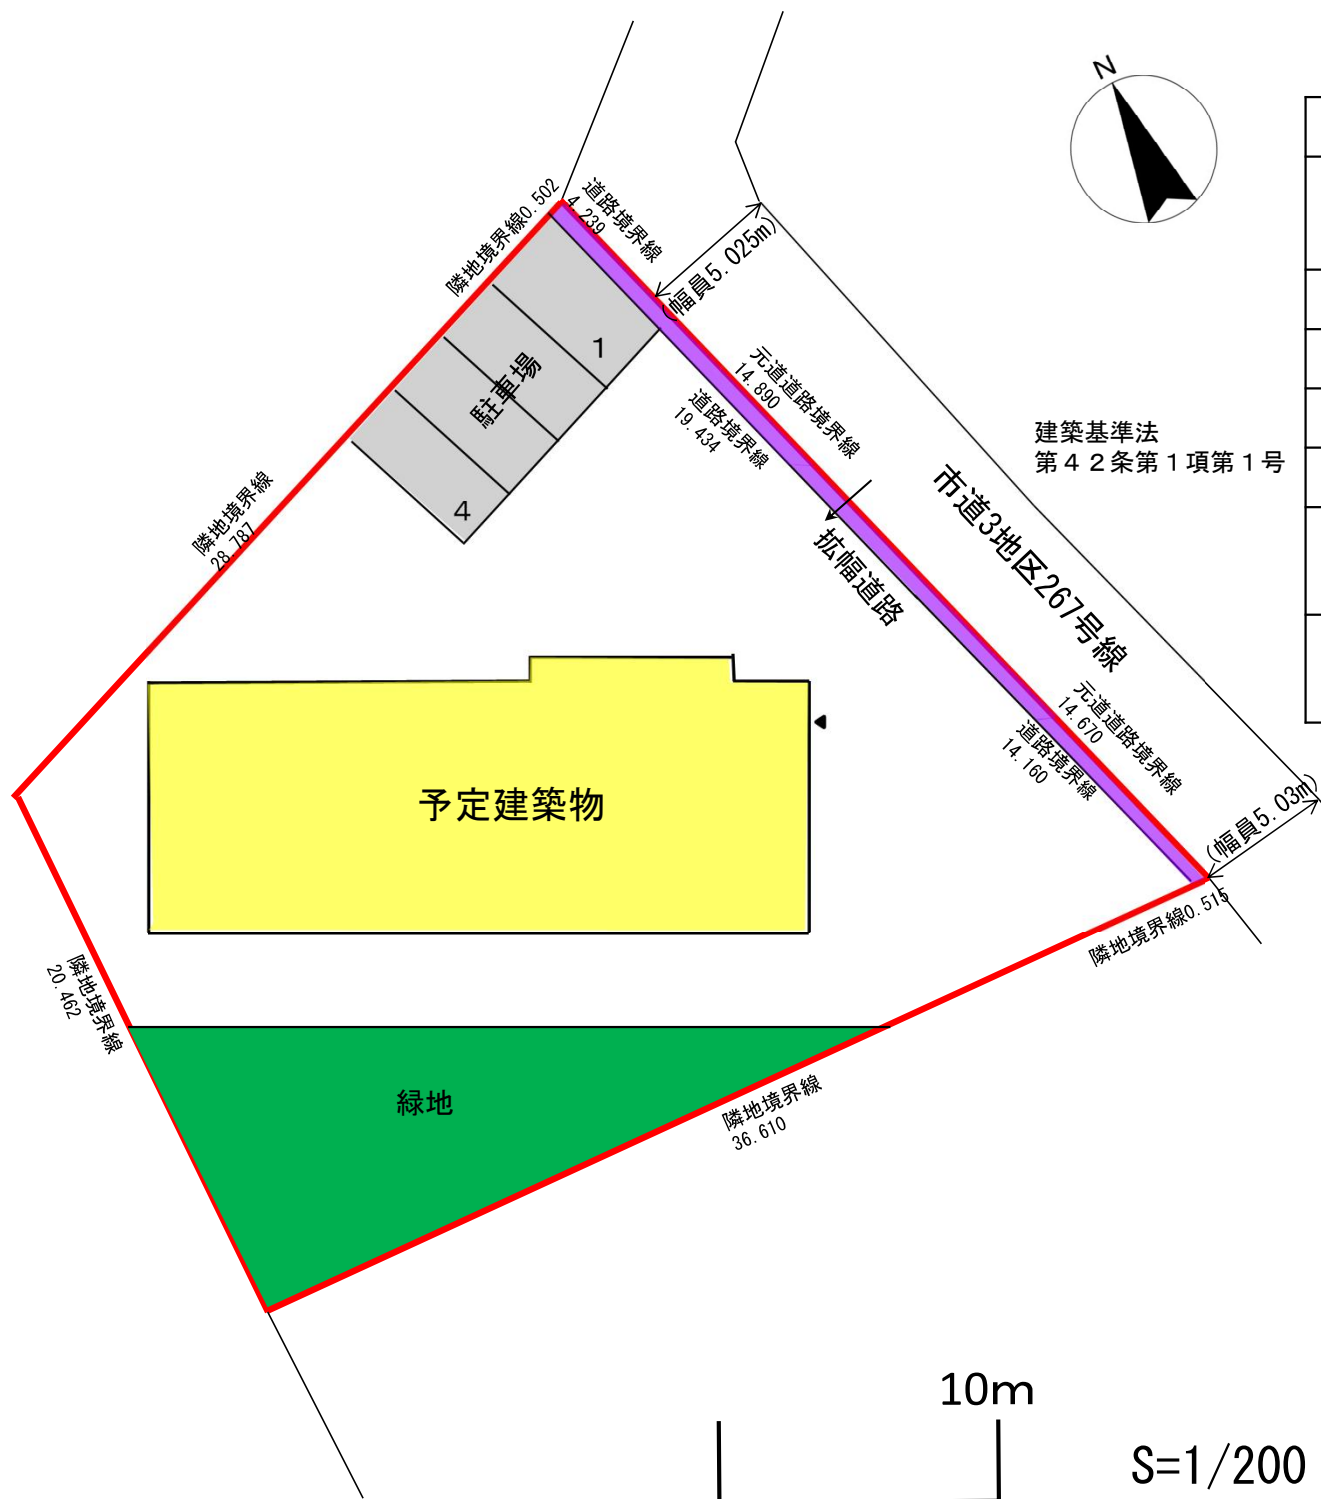 N
隣地境界線0.502
道路境界線
4.239
(幅員5.025m)
元道道路境界線
14.890
道路境界線
19.434
1
駐車場
4
建築基準法
第４２条第１項第１号
市道3地区267号線
拡幅道路
隣地境界線
28.787
元道道路境界線
14.670
道路境界線
14.160
(幅員5.03m)
予定建築物
隣地境界線0.515
隣地境界線
20.462
緑地
隣地境界線
36.610
10m
S=1/200